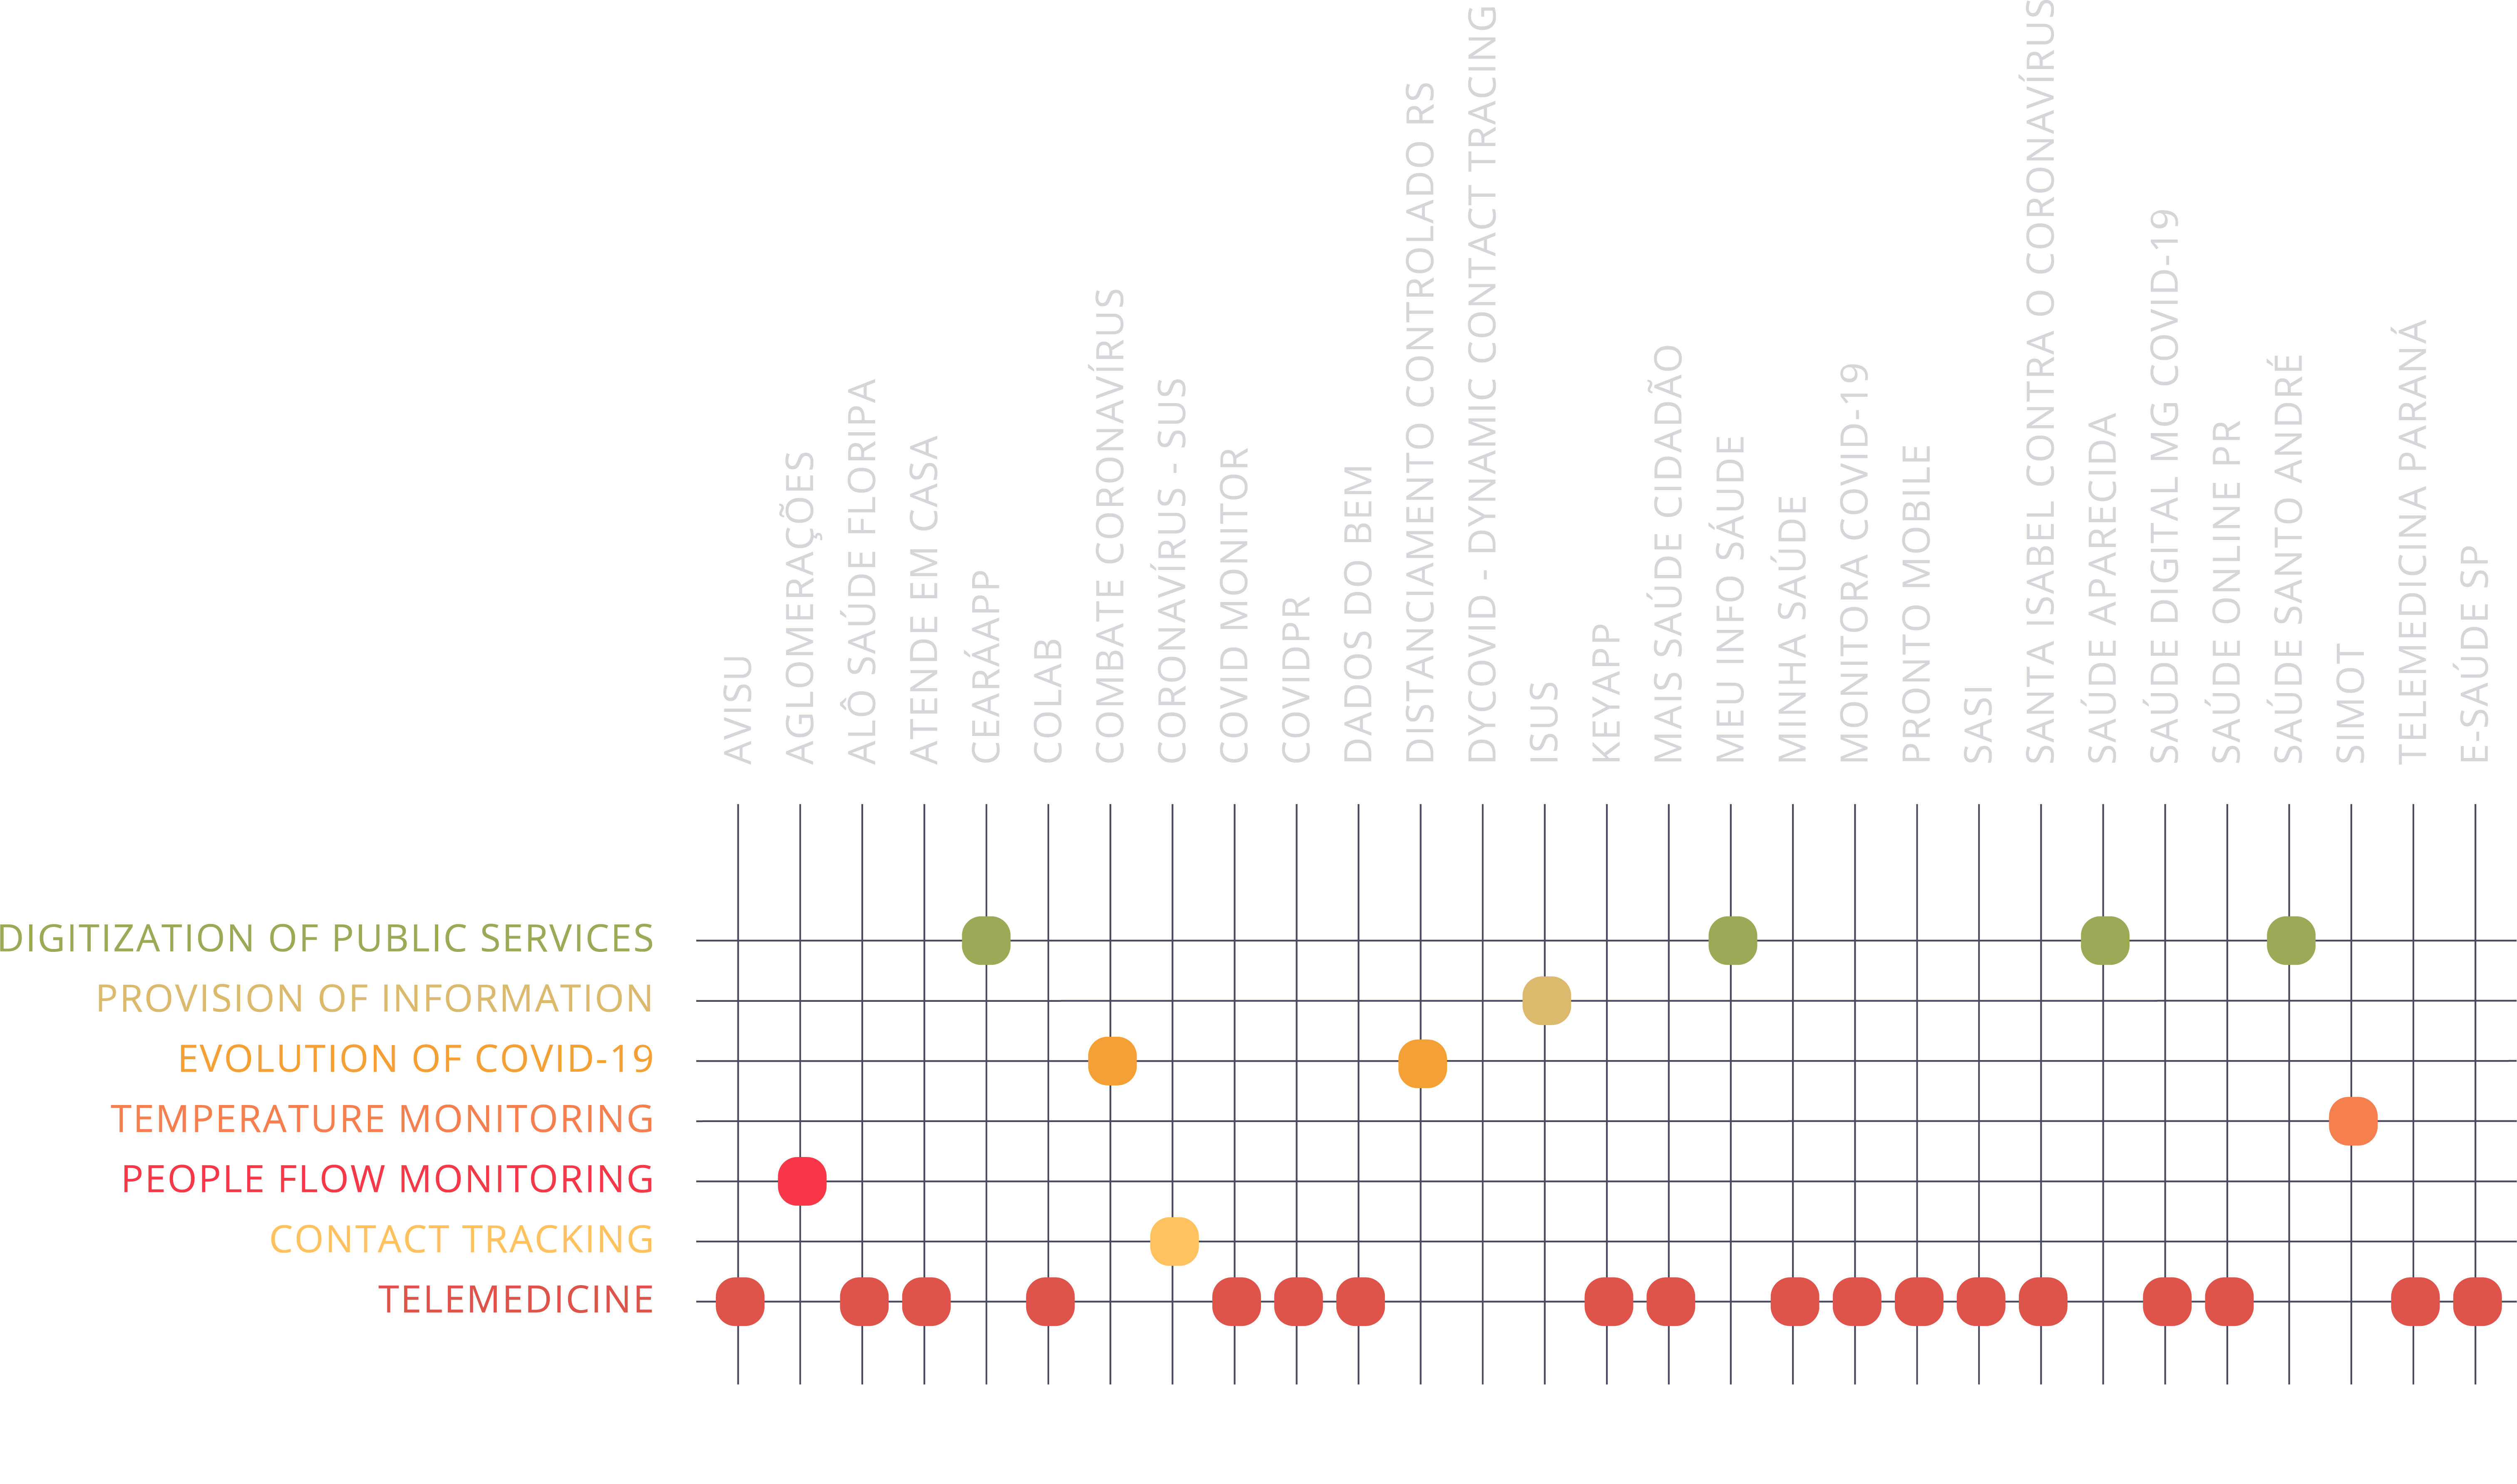 AVISU
AGLOMERAÇÕES
ALÔ SAÚDE FLORIPA
ATENDE EM CASA
CEARÁAPP
COLAB
COMBATE CORONAVÍRUS
CORONAVÍRUS - SUS
COVID MONITOR
COVIDPR
DADOS DO BEM
DISTANCIAMENTO CONTROLADO RS
DYCOVID - DYNAMIC CONTACT TRACING
ISUS
KEYAPP
MAIS SAÚDE CIDADÃO
MEU INFO SÁUDE
MINHA SAÚDE
MONITORA COVID-19
PRONTO MOBILE
SASI
SANTA ISABEL CONTRA O CORONAVÍRUS
SAÚDE APARECIDA
SAÚDE DIGITAL MG COVID-19
SAÚDE ONLINE PR
SAÚDE SANTO ANDRÉ
SIMOT
TELEMEDICINA PARANÁ
E-SAÚDE SP
DIGITIZATION OF PUBLIC SERVICES
PROVISION OF INFORMATION
EVOLUTION OF COVID-19
TEMPERATURE MONITORING
PEOPLE FLOW MONITORING
CONTACT TRACKING
TELEMEDICINE